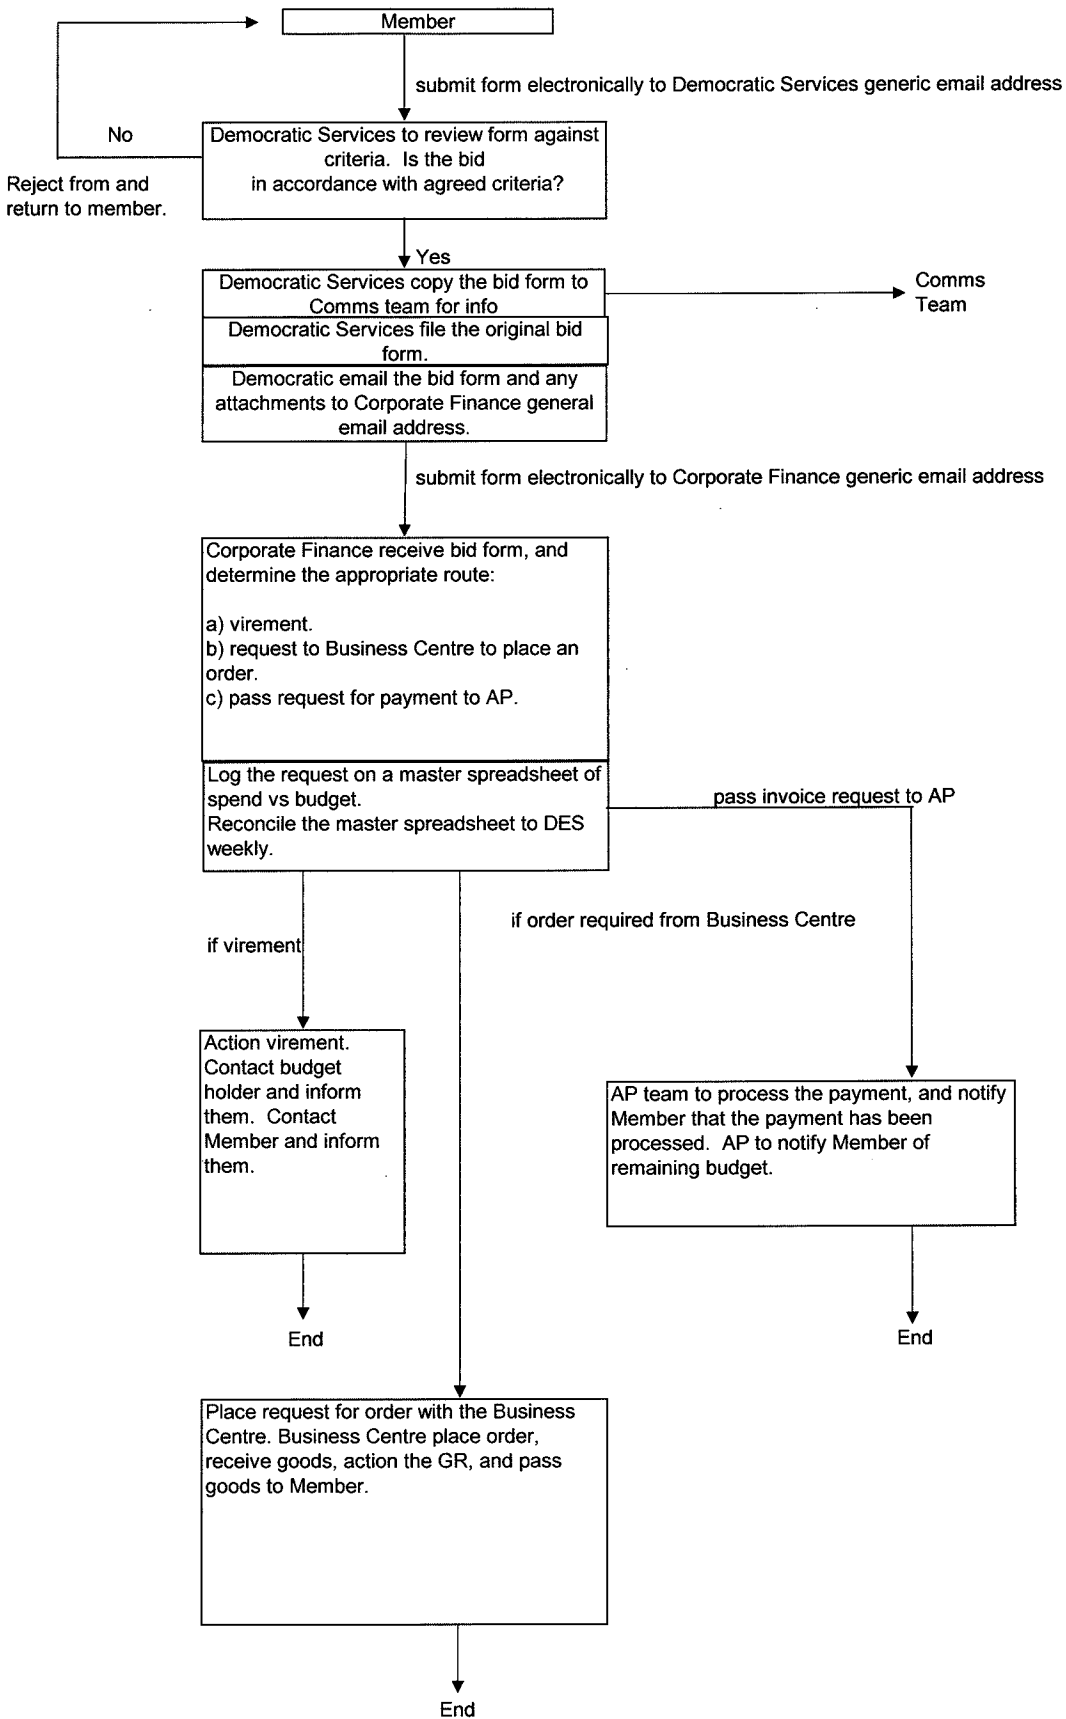 Member
submit form electronically to Democratic Services generic email address
No
Democratic Services to review form against
criteria. Is the bid
in accordance with agreed criteria?
Reject from and
return to member.
Yes
Democratic Services copy the bid form to
Comms team for info
Comms
Team
Democratic Services file the original bid
form.
Democratic email the bid form and any
attachments to Corporate Finance general
email address.
submit form electronically to Corporate Finance generic email address
Corporate Finance receive bid form, and
determine the appropriate route:
a) virement.
b) request to Business Centre to place an
order.
c) pass request for payment to AP.
Log the request on a master spreadsheet of
spend vs budget.
Reconcile the master spreadsheet to DES
weekly.
pass invoice request to AP
if order required from Business Centre
if virement
Action virement.
Contact budget
holder and inform
them. Contact
Member and inform
them.
AP team to process the payment, and notify
Member that the payment has been
processed. AP to notify Member of
remaining budget.
End
End
Place request for order with the Business
Centre. Business Centre place order,
receive goods, action the GR, and pass
goods to Member.
End